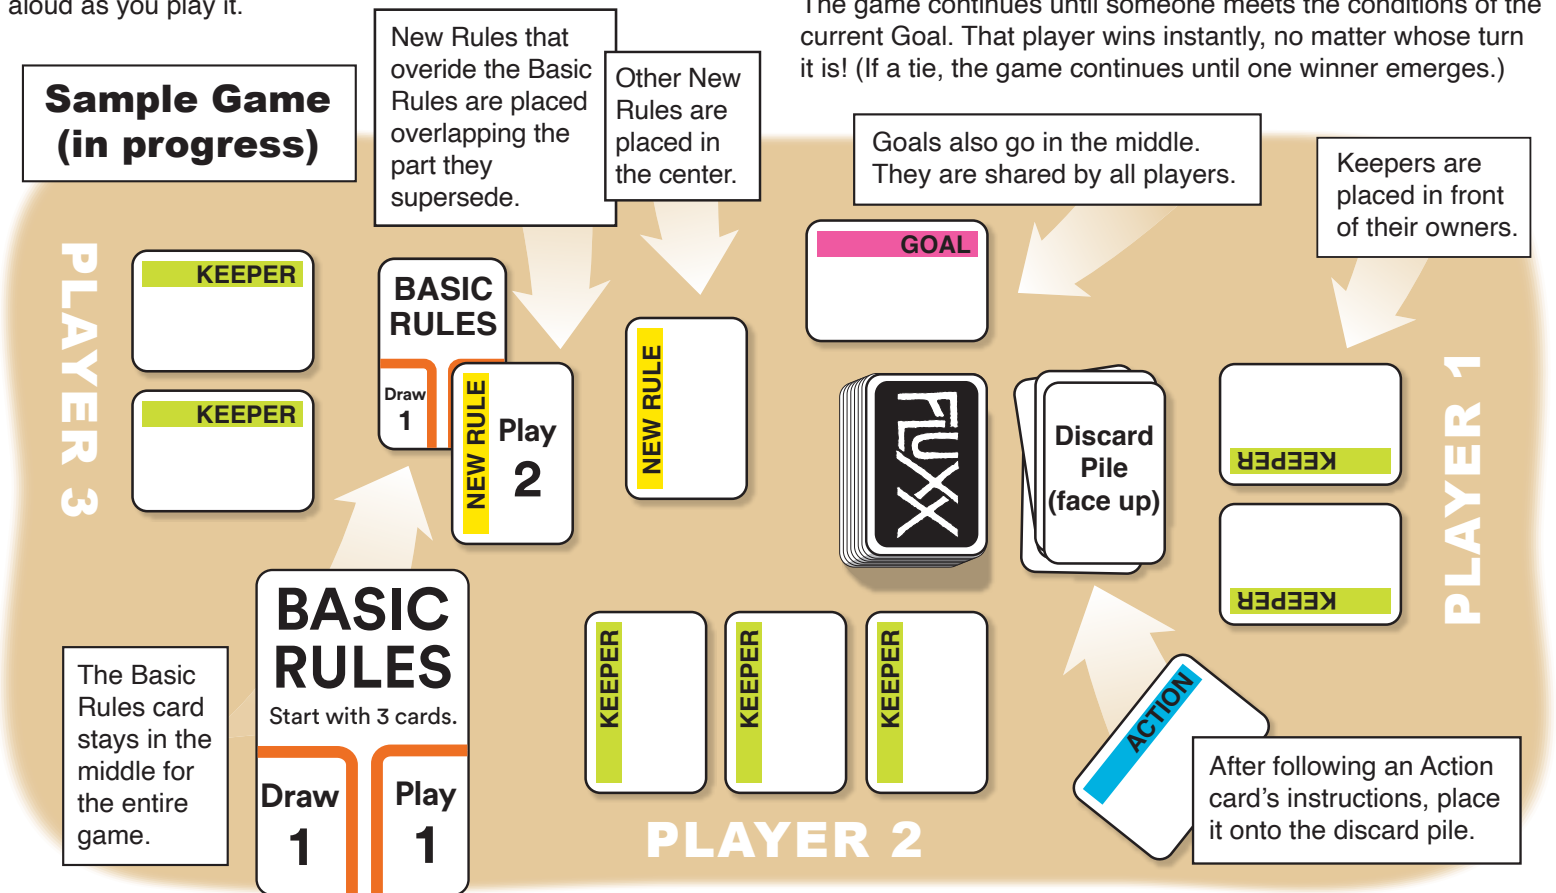 aloud as you play it.
The game continues until someone meets the conditions of the
current Goal. That player wins instantly, no matter whose turn
it is! (If a tie, the game continues until one winner emerges.)
Sample Game
(in progress)
New Rules that
overide the Basic
Rules are placed
overlapping the
part they
supersede.
Other New
Rules are
placed in
the center.
Goals also go in the middle.
They are shared by all players.
Keepers are
placed in front
of their owners.
PLAYER 3
KEEPER
KEEPER
BASIC
RULES
Draw
1
NEW RULE
Play
2
NEW RULE
GOAL
FLUXX
Discard
Pile
(face up)
KEEPER
KEEPER
PLAYER 1
The Basic
Rules card
stays in the
middle for
the entire
game.
BASIC
RULES
Start with 3 cards.
Draw
1
Play
1
KEEPER
KEEPER
KEEPER
PLAYER 2
ACTION
After following an Action
card's instructions, place
it onto the discard pile.